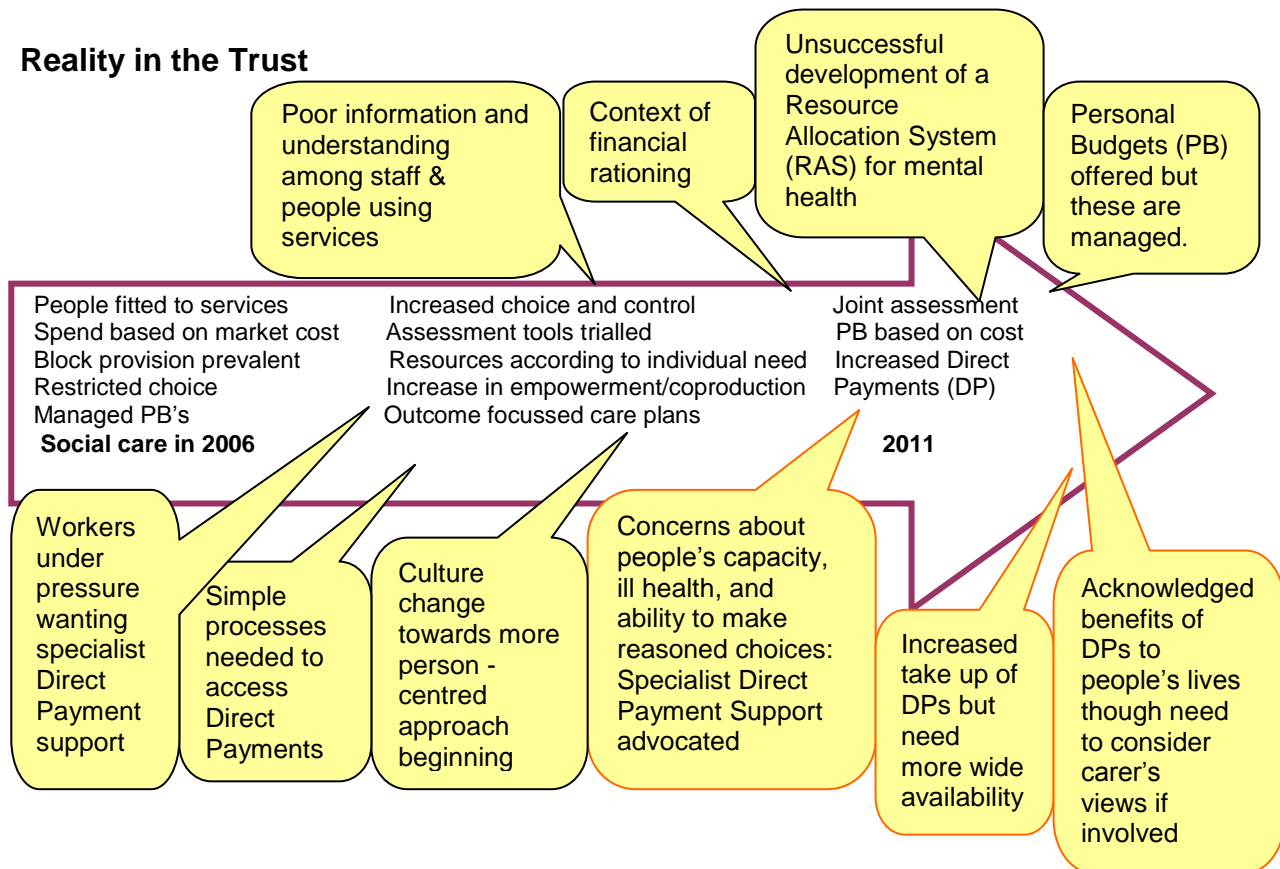 Reality in the Trust
Poor information and
understanding
among staff &
people using
services
Context of
financial
rationing
Unsuccessful
development of a
Resource
Allocation System
(RAS) for mental
health
Personal
Budgets (PB)
offered but
these are
managed.
People fitted to services
Spend based on market cost
Block provision prevalent
Restricted choice
Managed PB's
Social care in 2006
Increased choice and control
Assessment tools trialled
Resources according to individual need
Increase in empowerment/coproduction
Outcome focussed care plans
Joint assessment
PB based on cost
Increased Direct
Payments (DP)
2011
Workers
under
pressure
wanting
specialist
Direct
Payment
support
Simple
processes
needed to
access
Direct
Payments
Culture
change
towards more
person -
centred
approach
beginning
Concerns about
people’s capacity,
ill health, and
ability to make
reasoned choices:
Specialist Direct
Payment Support
advocated
Increased
take up of
DPs but
need
more wide
availability
Acknowledged
benefits of
DPs to
people’s lives
though need
to consider
carer’s
views if
involved